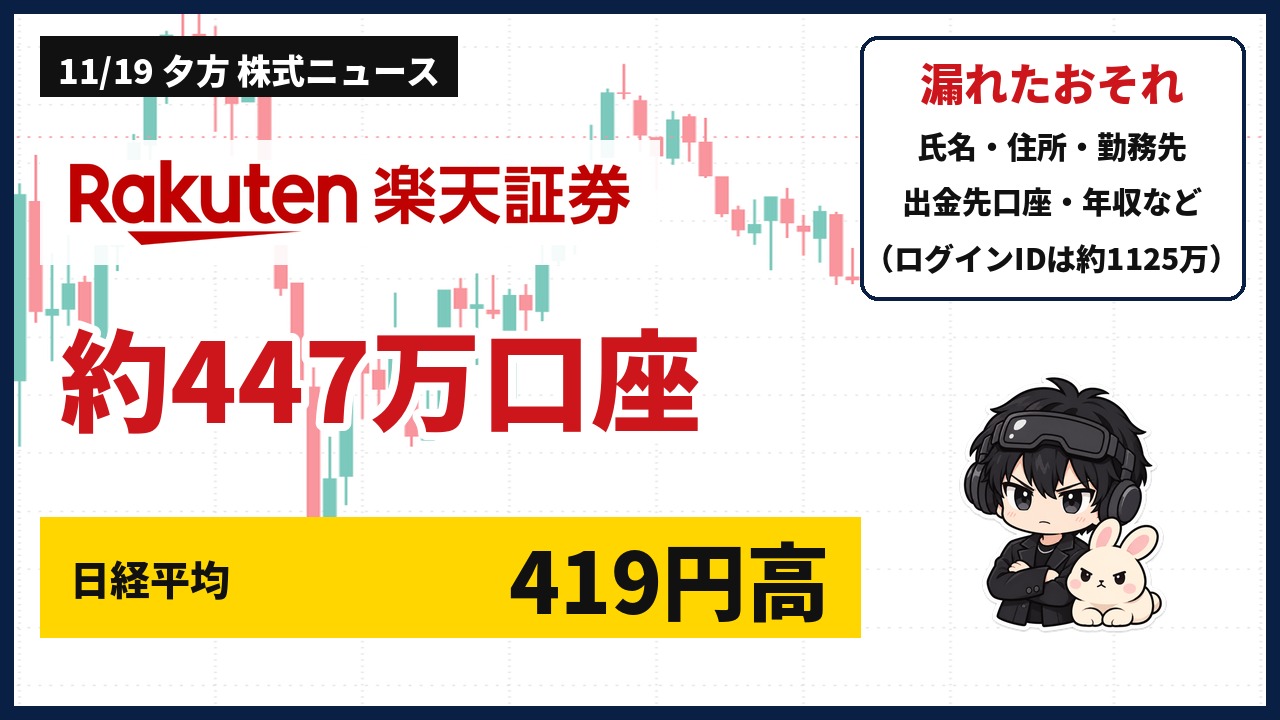 11/19 夕方 株式ニュース
Rakuten 楽天証券
約447万口座
日経平均
419円高
漏れたおそれ
氏名・住所・勤務先
出金先口座・年収など
（ログインIDは約1125万）